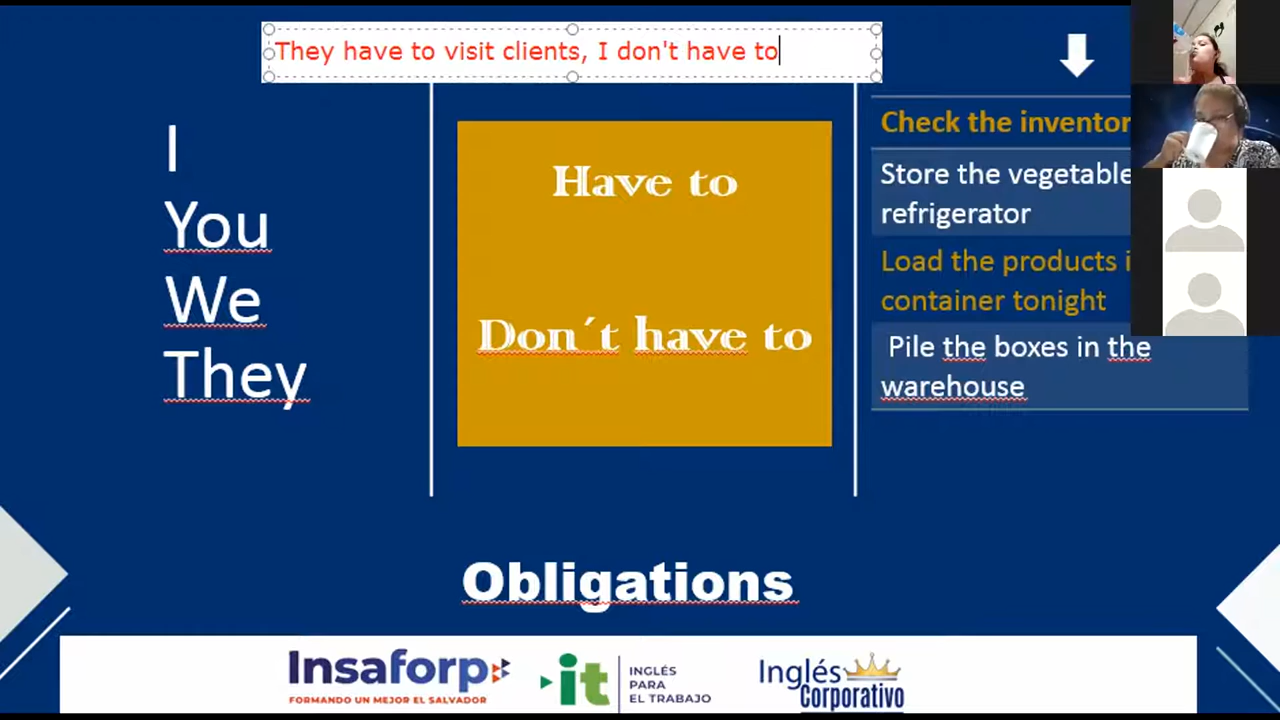 They have to visit clients, I don't have to
I
You
We
They
Have to
Don´t have to
Check the inventor
Store the vegetable
refrigerator
Load the products i
container tonight
Pile the boxes in the
warehouse
Obligations
Insaforp
FORMANDO UN MEJOR EL SALVADOR
it
INGLÉS
PARA
EL TRABAJO
Inglés
Corporativo